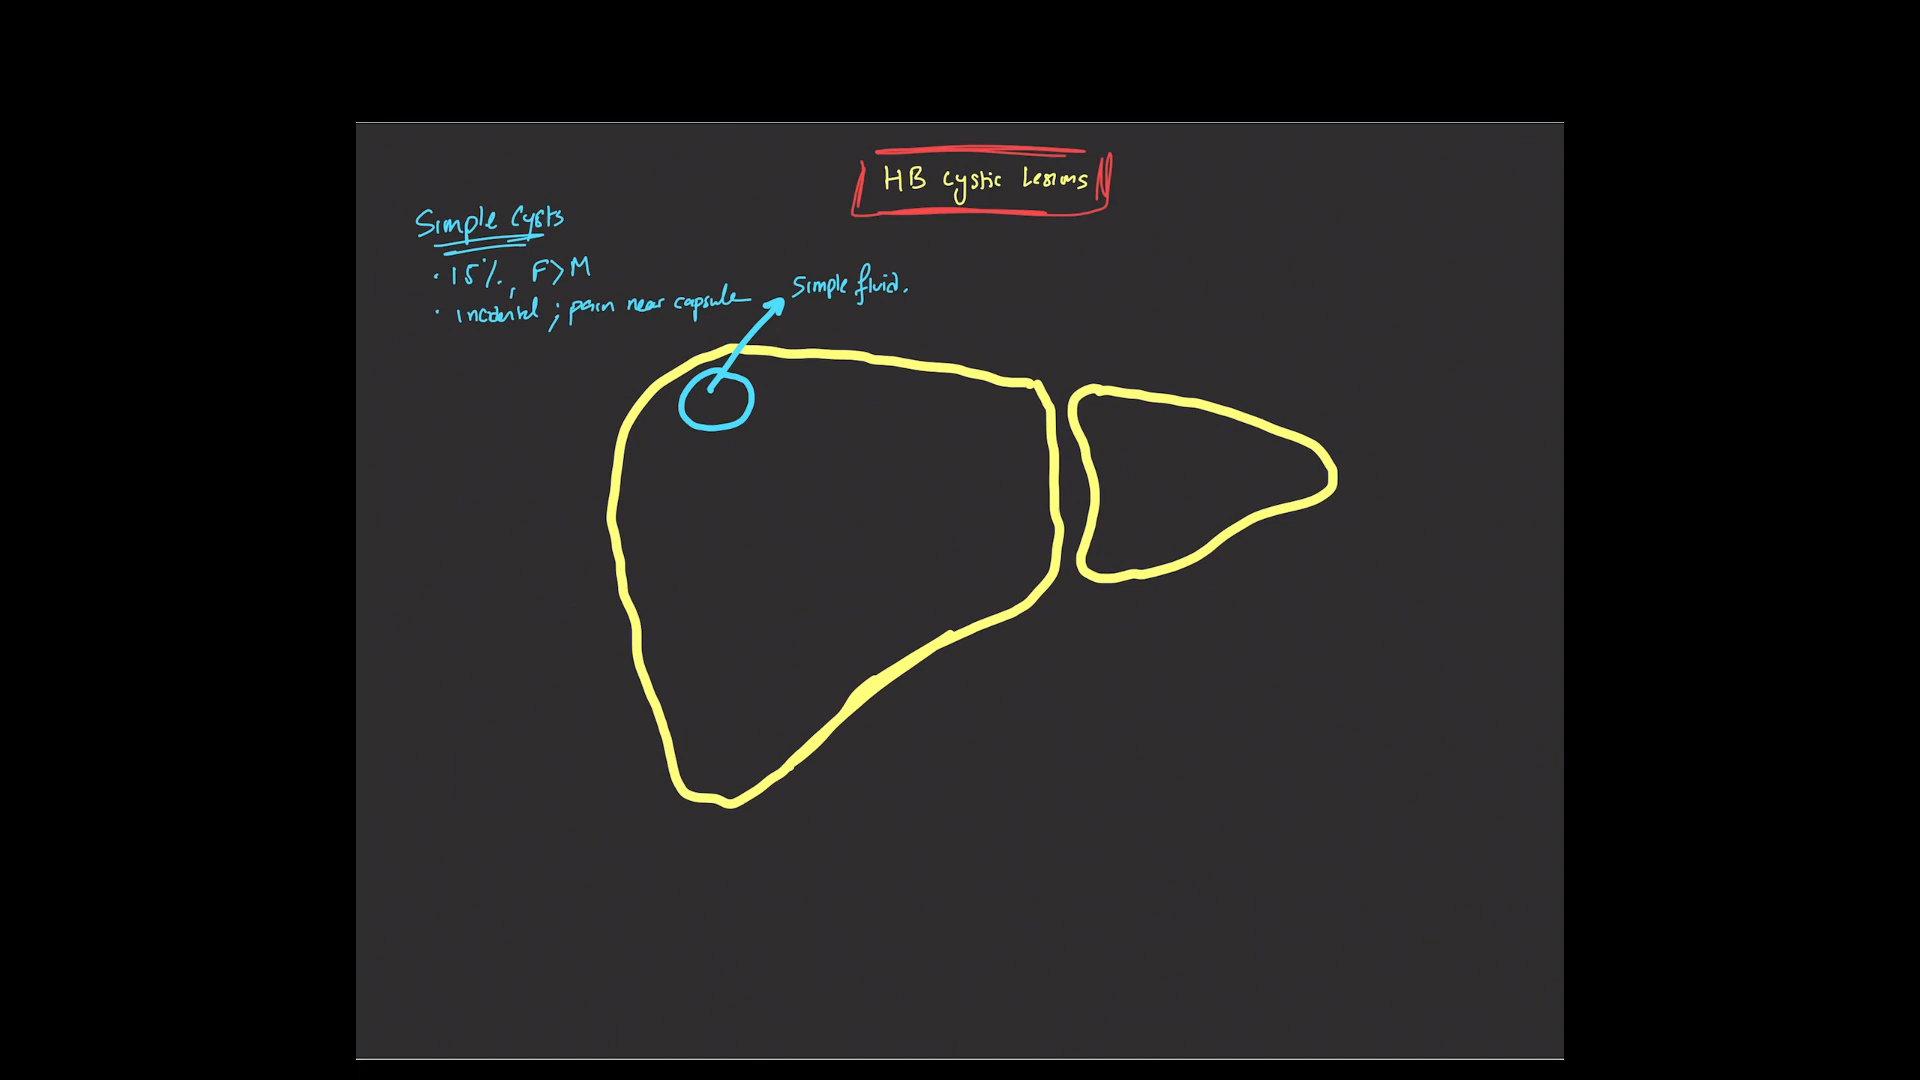 HB Cystic Lesions
Simple Cysts
· 15%, F>M
· incidental ; pain near capsule
Simple fluid.